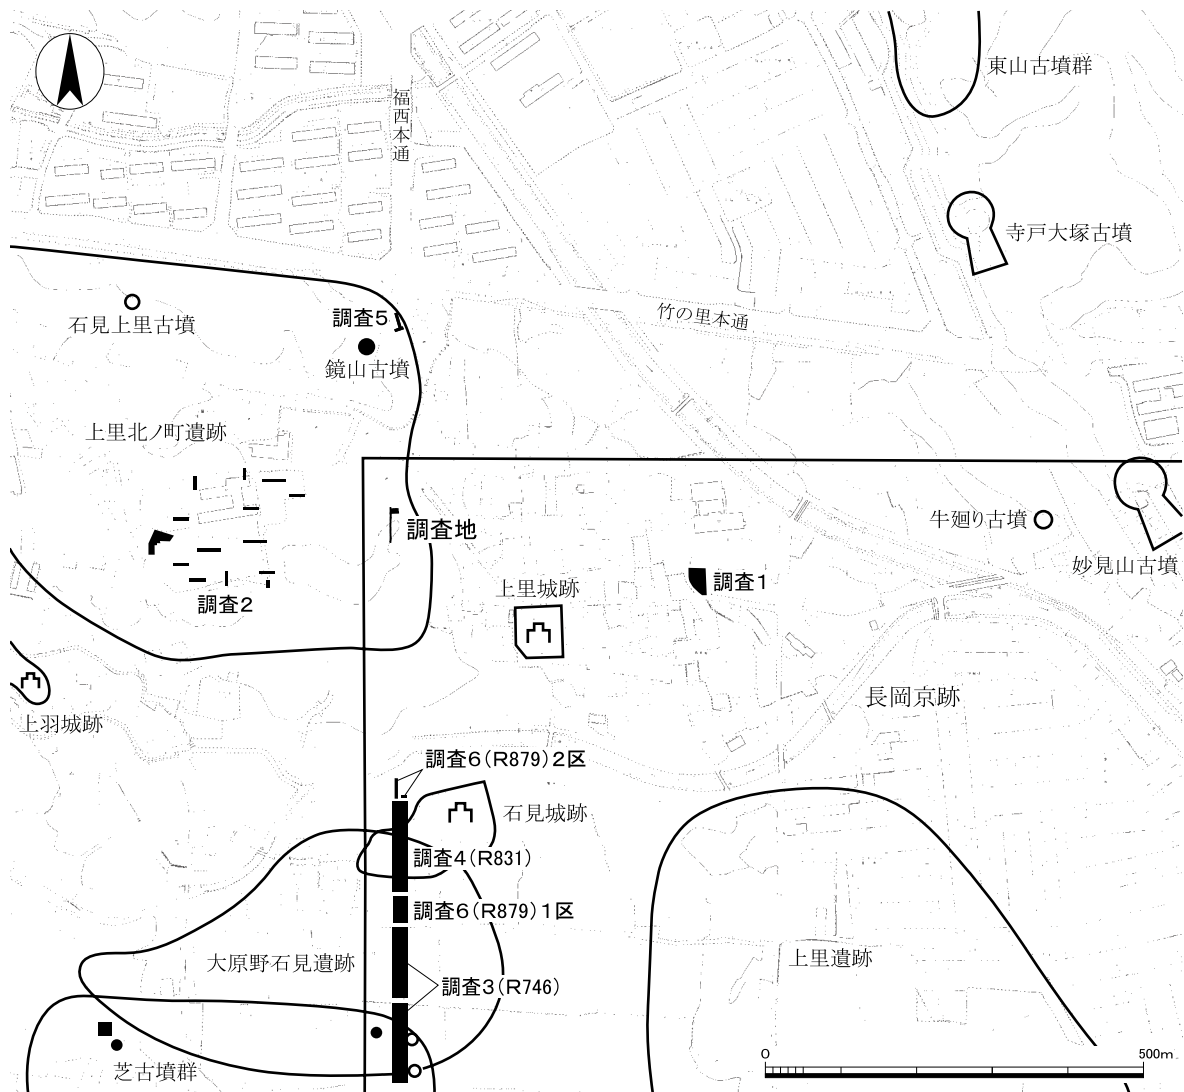 東山古墳群
福西本通
寺戸大塚古墳
石見上里古墳
調査5
竹の里本通
鏡山古墳
上里北ノ町遺跡
調査地
牛廻り古墳
妙見山古墳
調査1
上里城跡
調査2
長岡京跡
上羽城跡
調査6(R879)2区
石見城跡
調査4(R831)
調査6(R879)1区
大原野石見遺跡
上里遺跡
調査3(R746)
芝古墳群
0
500m